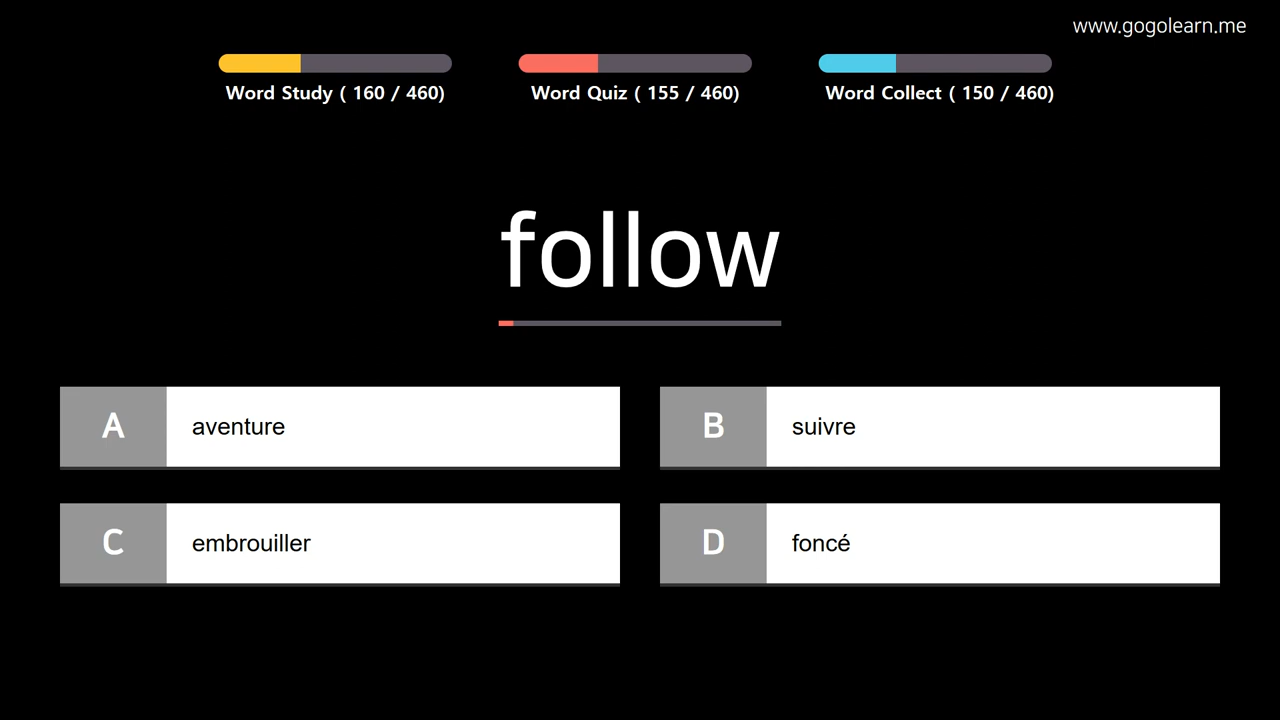 www.gogolearn.me
Word Study ( 160 / 460)
Word Quiz ( 155 / 460)
Word Collect ( 150 / 460)
follow
A aventure
B suivre
C embrouiller
D foncé